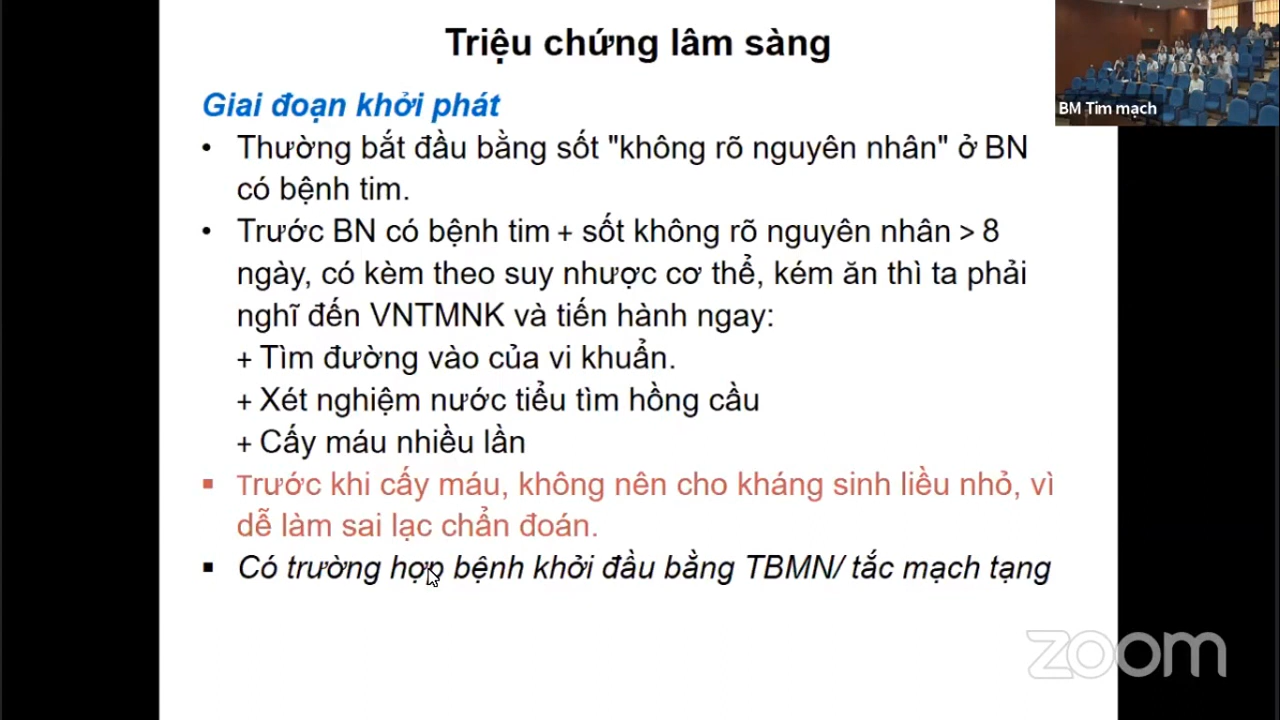 Triệu chứng lâm sàng
BM Tim mạch
Giai đoạn khởi phát
• Thường bắt đầu bằng sốt "không rõ nguyên nhân" ở BN
có bệnh tim.
• Trước BN có bệnh tim + sốt không rõ nguyên nhân > 8
ngày, có kèm theo suy nhược cơ thể, kém ăn thì ta phải
nghĩ đến VNTMNK và tiến hành ngay:
+ Tìm đường vào của vi khuẩn.
+ Xét nghiệm nước tiểu tìm hồng cầu
+ Cấy máu nhiều lần
▪ Trước khi cấy máu, không nên cho kháng sinh liều nhỏ, vì
dễ làm sai lạc chẩn đoán.
▪ Có trường hợp bệnh khởi đầu bằng TBMN/ tắc mạch tạng
zoom